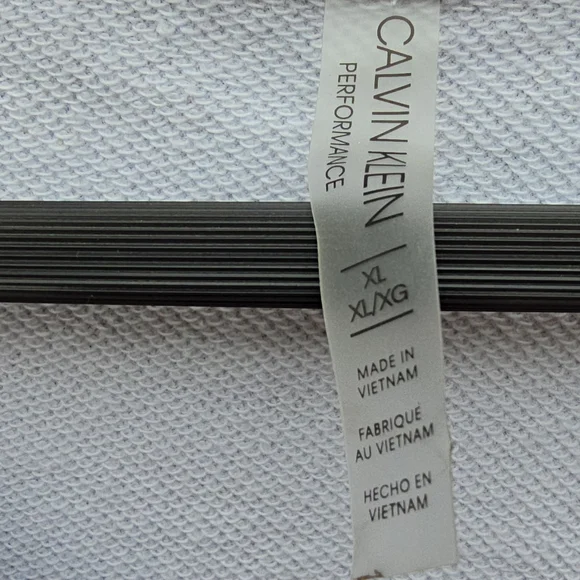 CALVIN KLEIN
PERFORMANCE
XL
XL/XG
MADE IN
VIETNAM
FABRIQUÉ
AU VIETNAM
HECHO EN
VIETNAM